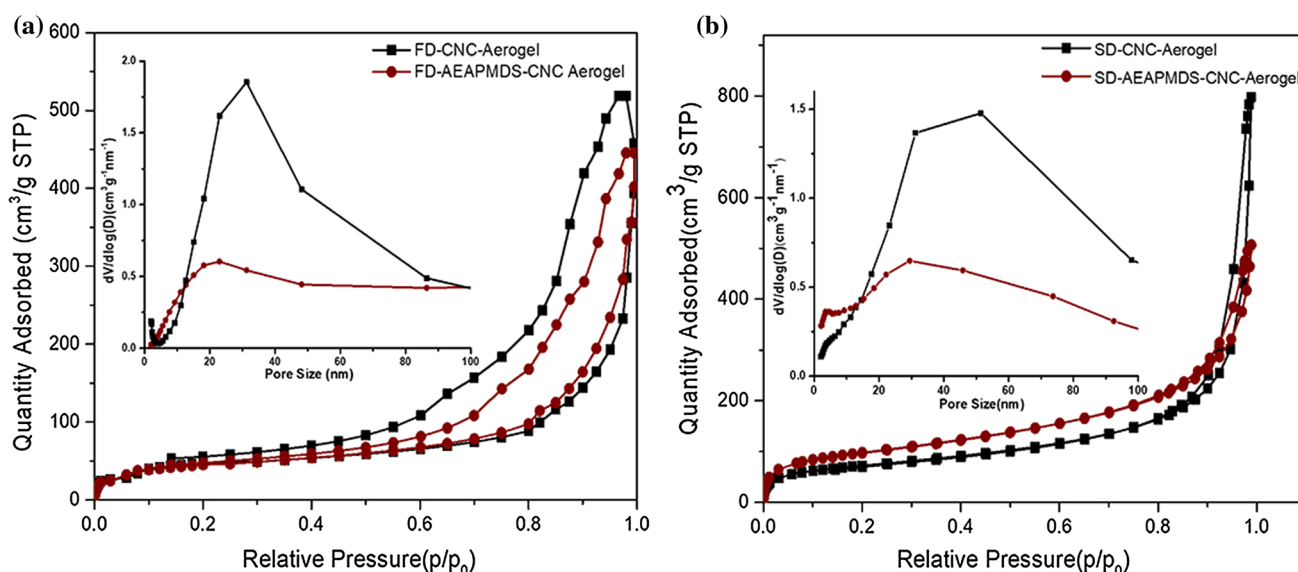 (a)
FD-CNC-Aerogel
FD-AEAPMDS-CNC Aerogel
Quantity Adsorbed (cm³/g STP)
600
500
400
300
200
100
0
0.0 0.2 0.4 0.6 0.8 1.0
Relative Pressure(p/p₀)
dV/dlog(D)(cm³g⁻¹nm⁻¹)
2.0
1.5
1.0
0.5
0.0
0 20 40 60 80 100
Pore Size (nm)
(b)
SD-CNC-Aerogel
SD-AEAPMDS-CNC-Aerogel
Quantity Adsorbed(cm³/g STP)
800
600
400
200
0
0.0 0.2 0.4 0.6 0.8 1.0
Relative Pressure(p/p₀)
dV/dlog(D)(cm³g⁻¹nm⁻¹)
1.5
1.0
0.5
0.0
0 20 40 60 80 100
Pore Size(nm)